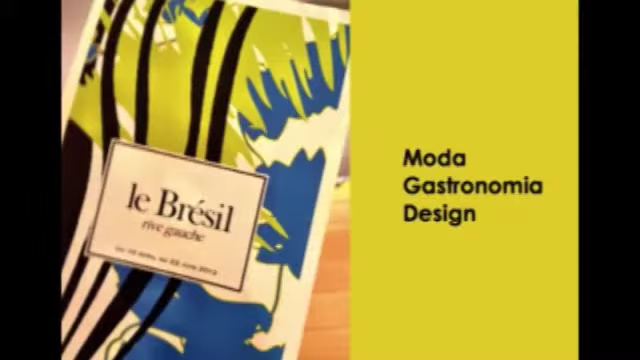 le Brésil
rive gauche
Moda
Gastronomia
Design